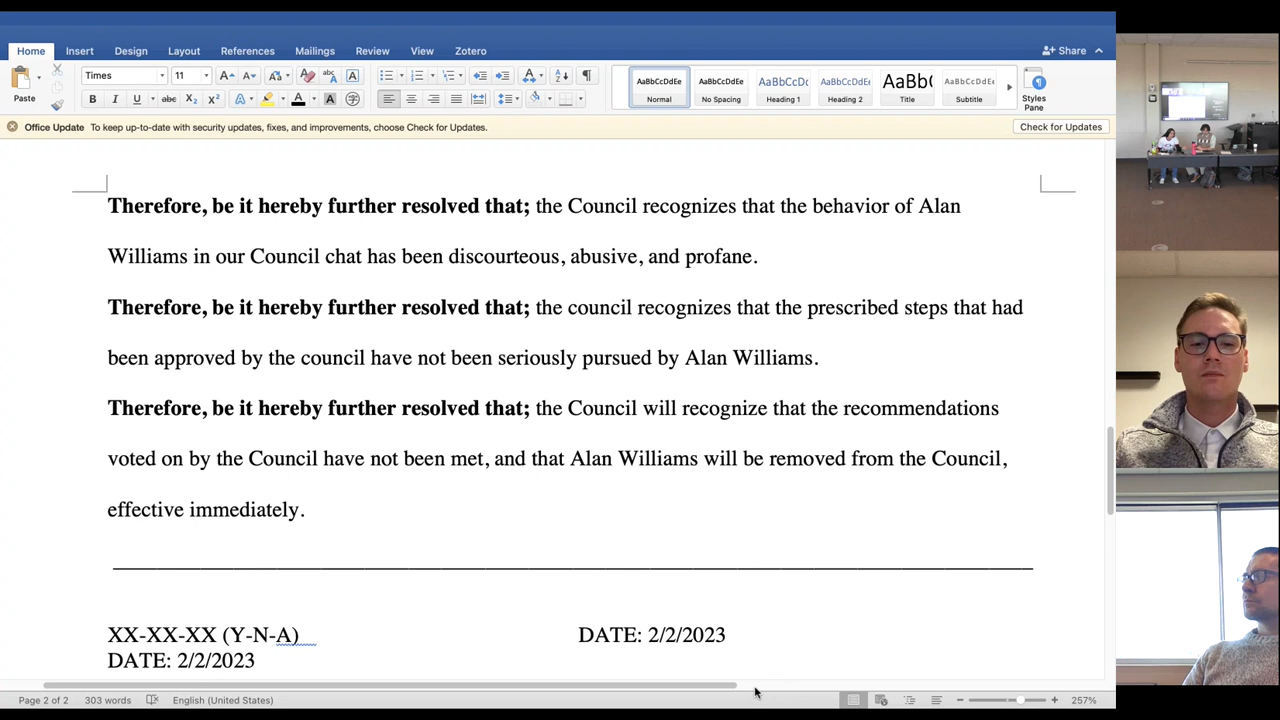 Home Insert Design Layout References Mailings Review View Zotero Share
Times 11
Paste
AaBbCcDdEe AaBbCcDdEe AaBbCcDc AaBbCcDdEe AaBb( AaBbCcDdEe
Normal No Spacing Heading 1 Heading 2 Title Subtitle Styles Pane
Office Update To keep up-to-date with security updates, fixes, and improvements, choose Check for Updates. Check for Updates
Therefore, be it hereby further resolved that; the Council recognizes that the behavior of Alan
Williams in our Council chat has been discourteous, abusive, and profane.
Therefore, be it hereby further resolved that; the council recognizes that the prescribed steps that had
been approved by the council have not been seriously pursued by Alan Williams.
Therefore, be it hereby further resolved that; the Council will recognize that the recommendations
voted on by the Council have not been met, and that Alan Williams will be removed from the Council,
effective immediately.
XX-XX-XX (Y-N-A) DATE: 2/2/2023
DATE: 2/2/2023
Page 2 of 2 303 words English (United States) 257%